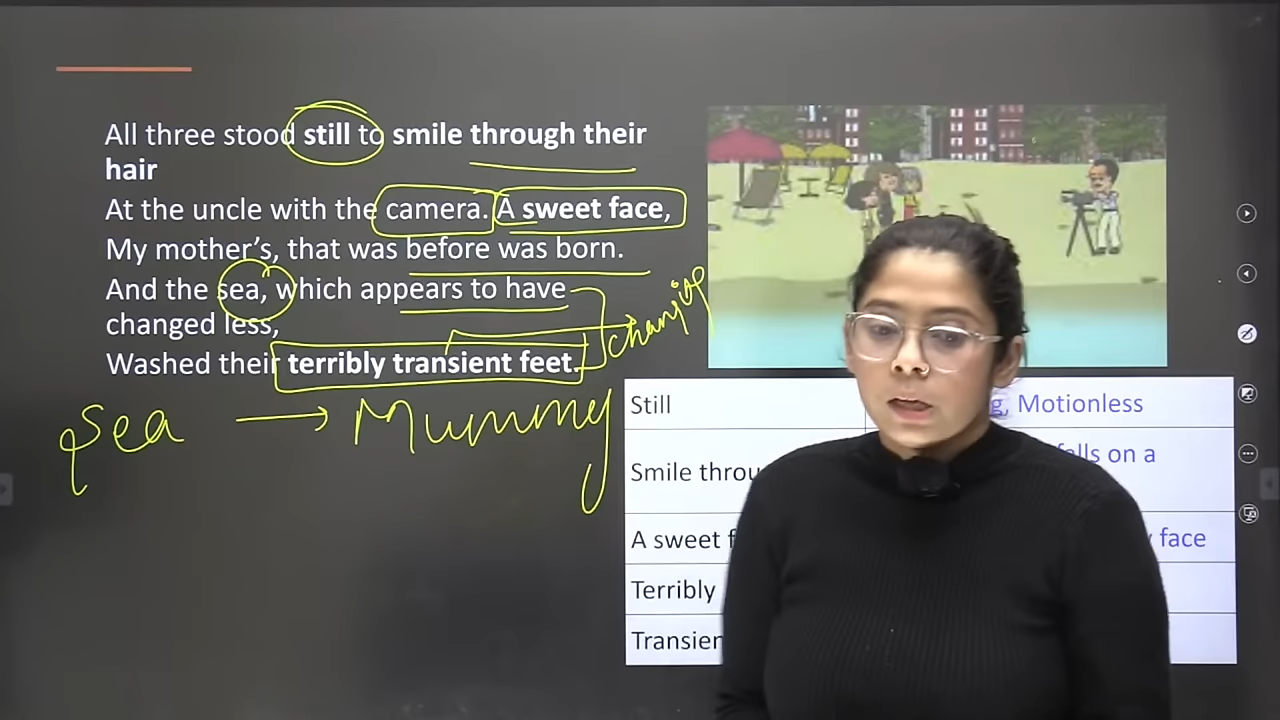 All three stood still to smile through their
hair
At the uncle with the camera. A sweet face,
My mother's, that was before was born.
And the sea, which appears to have
changed less,
Washed their terribly transient feet.
changing
Sea → Mummy
Still
Motionless
Smile
falls on a
A sweet
face
Terribly